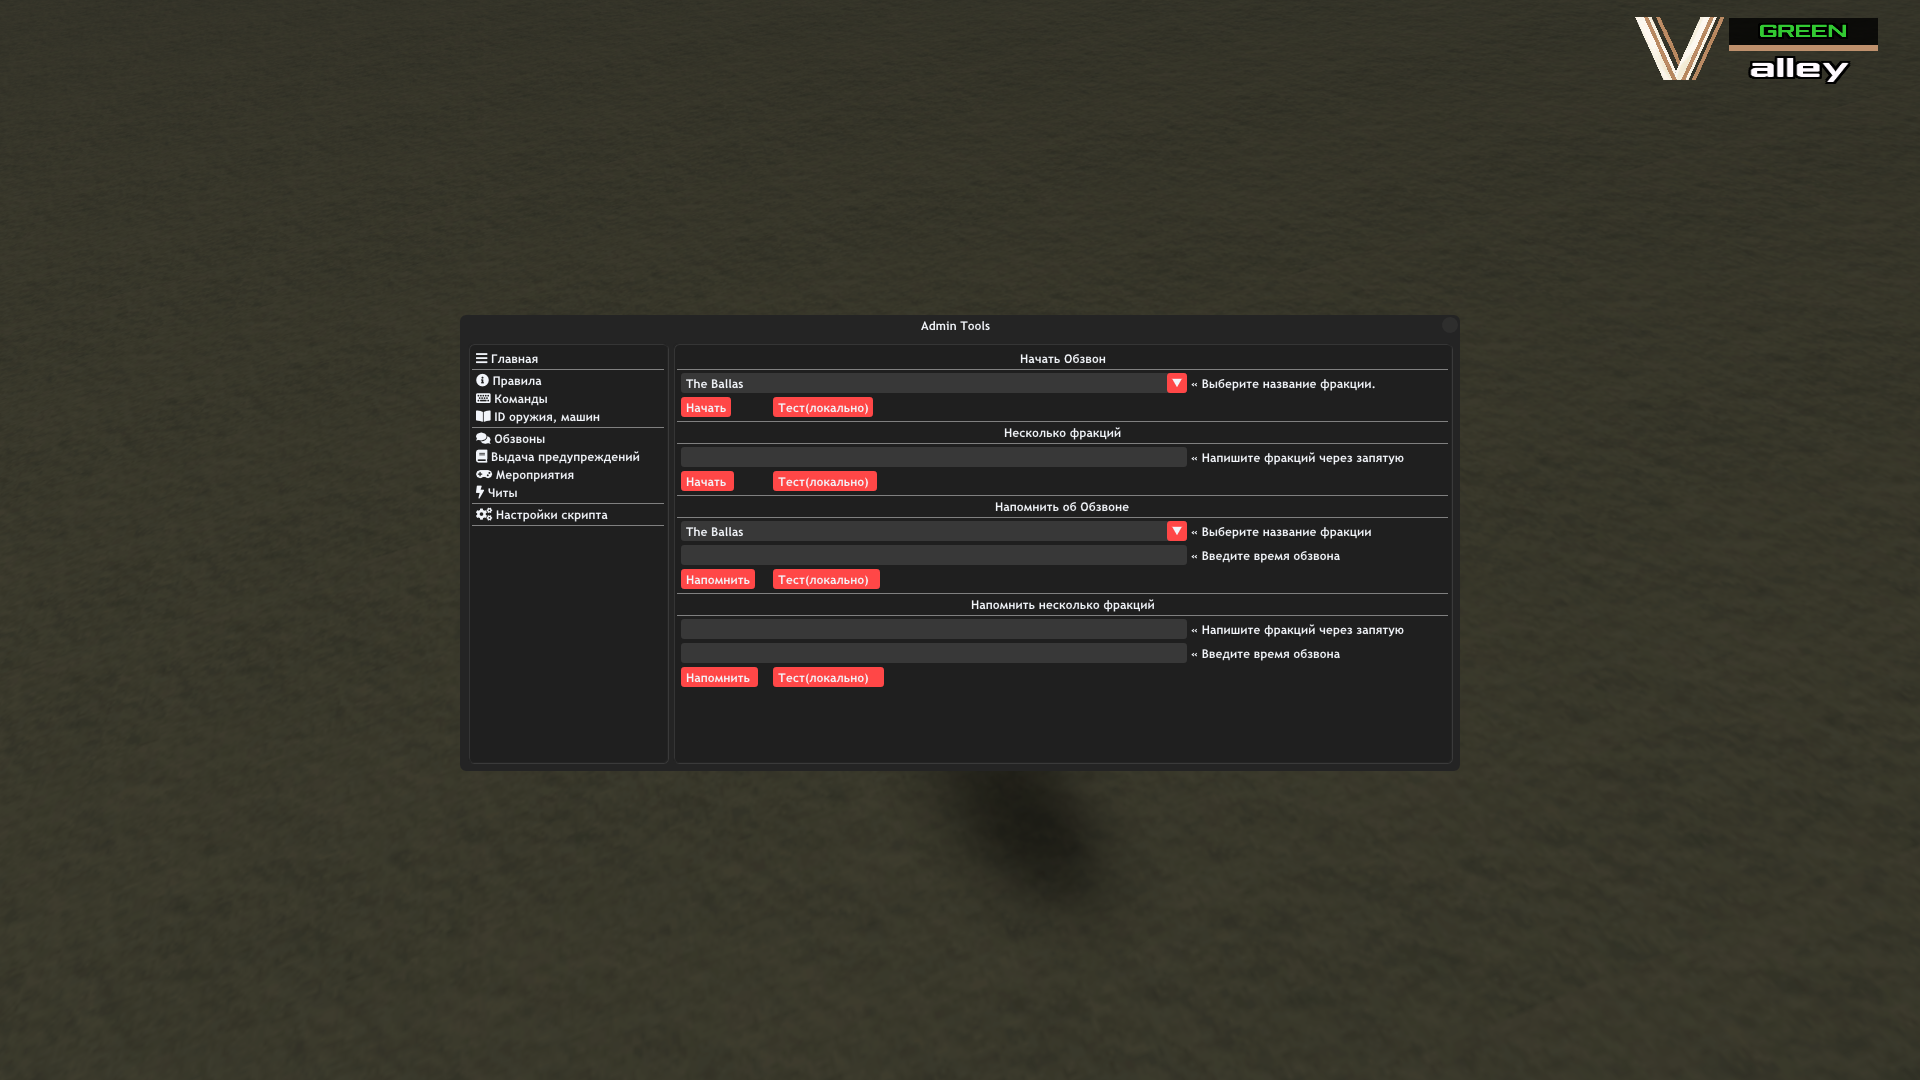 GREEN
alley
Admin Tools
Главная
Правила
Команды
ID оружия, машин
Обзвоны
Выдача предупреждений
Мероприятия
Читы
Настройки скрипта
Начать Обзвон
The Ballas « Выберите название фракции.
Начать Тест(локально)
Несколько фракций
« Напишите фракций через запятую
Начать Тест(локально)
Напомнить об Обзвоне
The Ballas « Выберите название фракции
« Введите время обзвона
Напомнить Тест(локально)
Напомнить несколько фракций
« Напишите фракций через запятую
« Введите время обзвона
Напомнить Тест(локально)